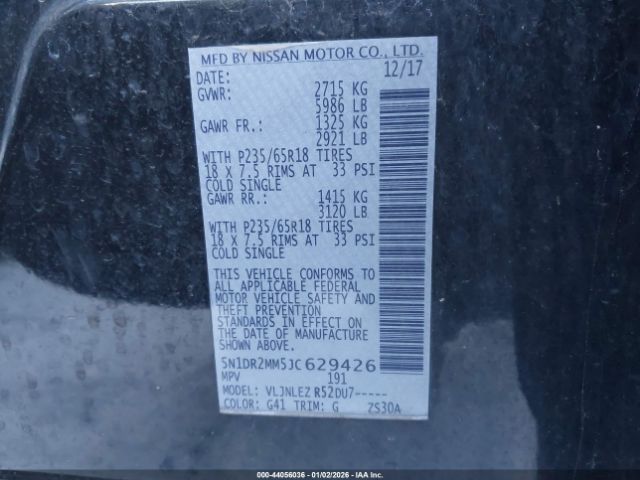 MFD BY NISSAN MOTOR CO., LTD.
DATE: 12/17
GVWR: 2715 KG
5986 LB
GAWR FR.: 1325 KG
2921 LB
WITH P235/65R18 TIRES
18 X 7.5 RIMS AT 33 PSI
COLD SINGLE
GAWR RR.: 1415 KG
3120 LB
WITH P235/65R18 TIRES
18 X 7.5 RIMS AT 33 PSI
COLD SINGLE
THIS VEHICLE CONFORMS TO
ALL APPLICABLE FEDERAL
MOTOR VEHICLE SAFETY AND
THEFT PREVENTION
STANDARDS IN EFFECT ON
THE DATE OF MANUFACTURE
SHOWN ABOVE.
5N1DR2MM5JC629426
MPV 191
MODEL: VLJNLEZ R52DU7-----
COLOR: G41 TRIM: G ZS30A
@ 000-44056036 - 01/02/2026 - IAA